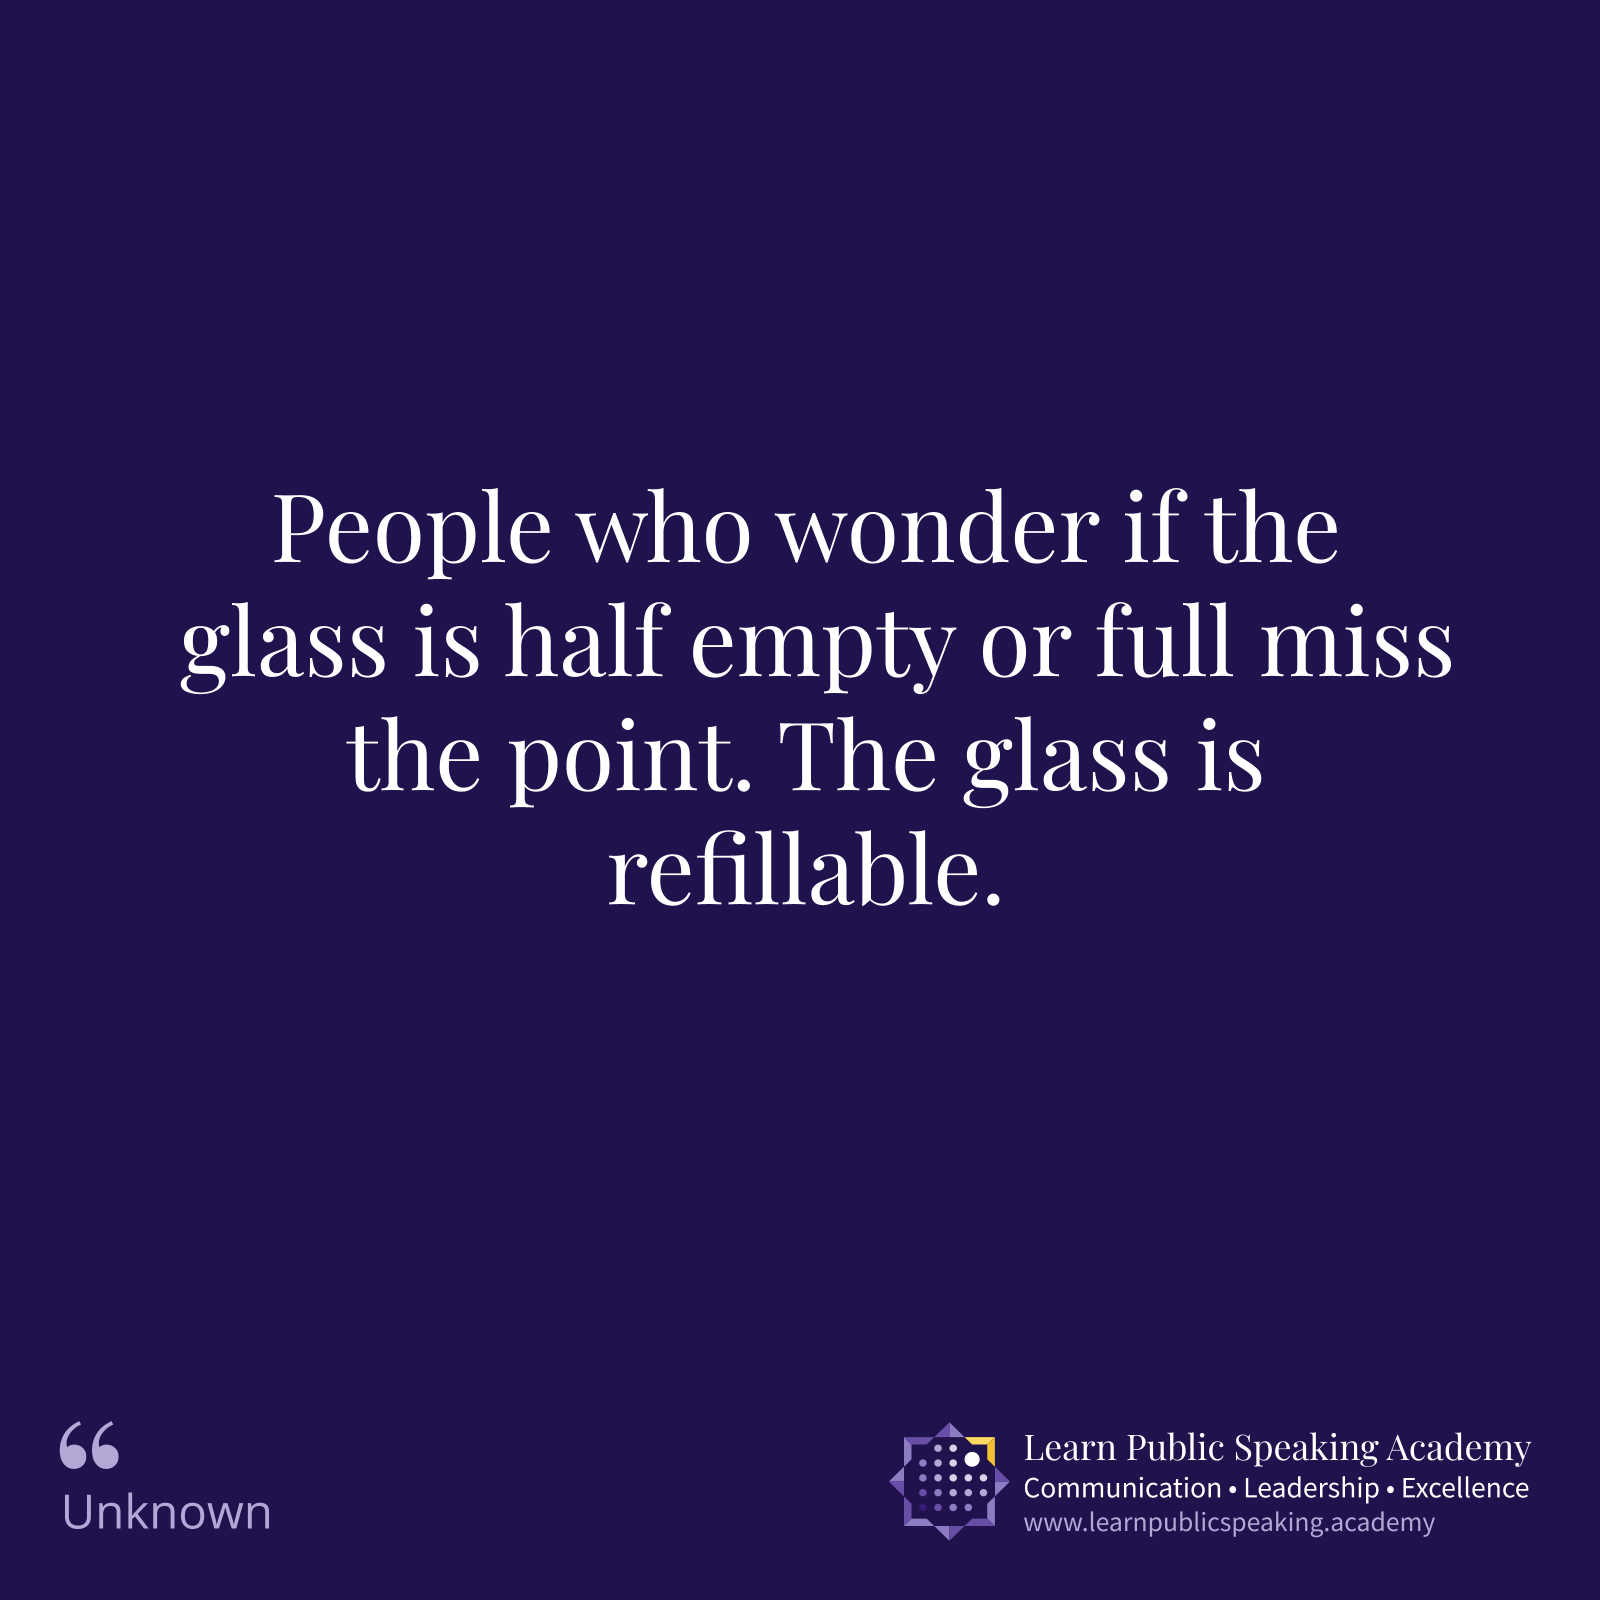 People who wonder if the
glass is half empty or full miss
the point. The glass is
refillable.
“
Unknown
Learn Public Speaking Academy
Communication • Leadership • Excellence
www.learnpublicspeaking.academy